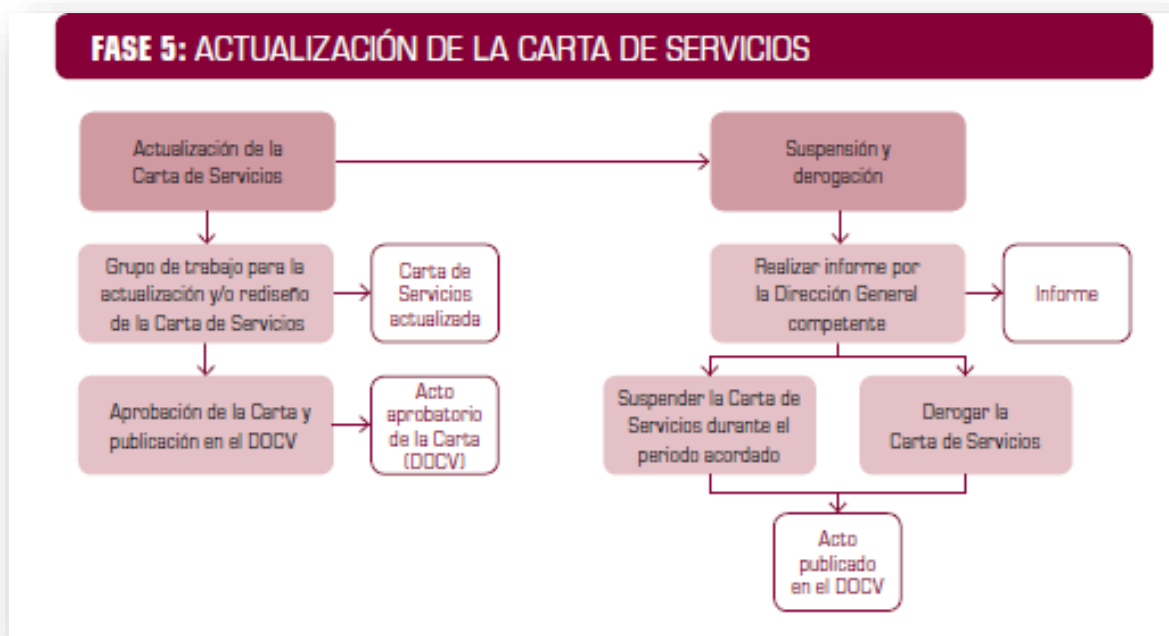 FASE 5: ACTUALIZACIÓN DE LA CARTA DE SERVICIOS
Actualización de la
Carta de Servicios
Suspensión y
derogación
Grupo de trabajo para la
actualización y/o rediseño
de la Carta de Servicios
Carta de
Servicios
actualizada
Realizar informe por
la Dirección General
competente
Informe
Aprobación de la Carta y
publicación en el DOCV
Acto
aprobatorio
de la Carta
(DOCV)
Suspender la Carta de
Servicios durante el
periodo acordado
Derogar la
Carta de Servicios
Acto
publicado
en el DOCV